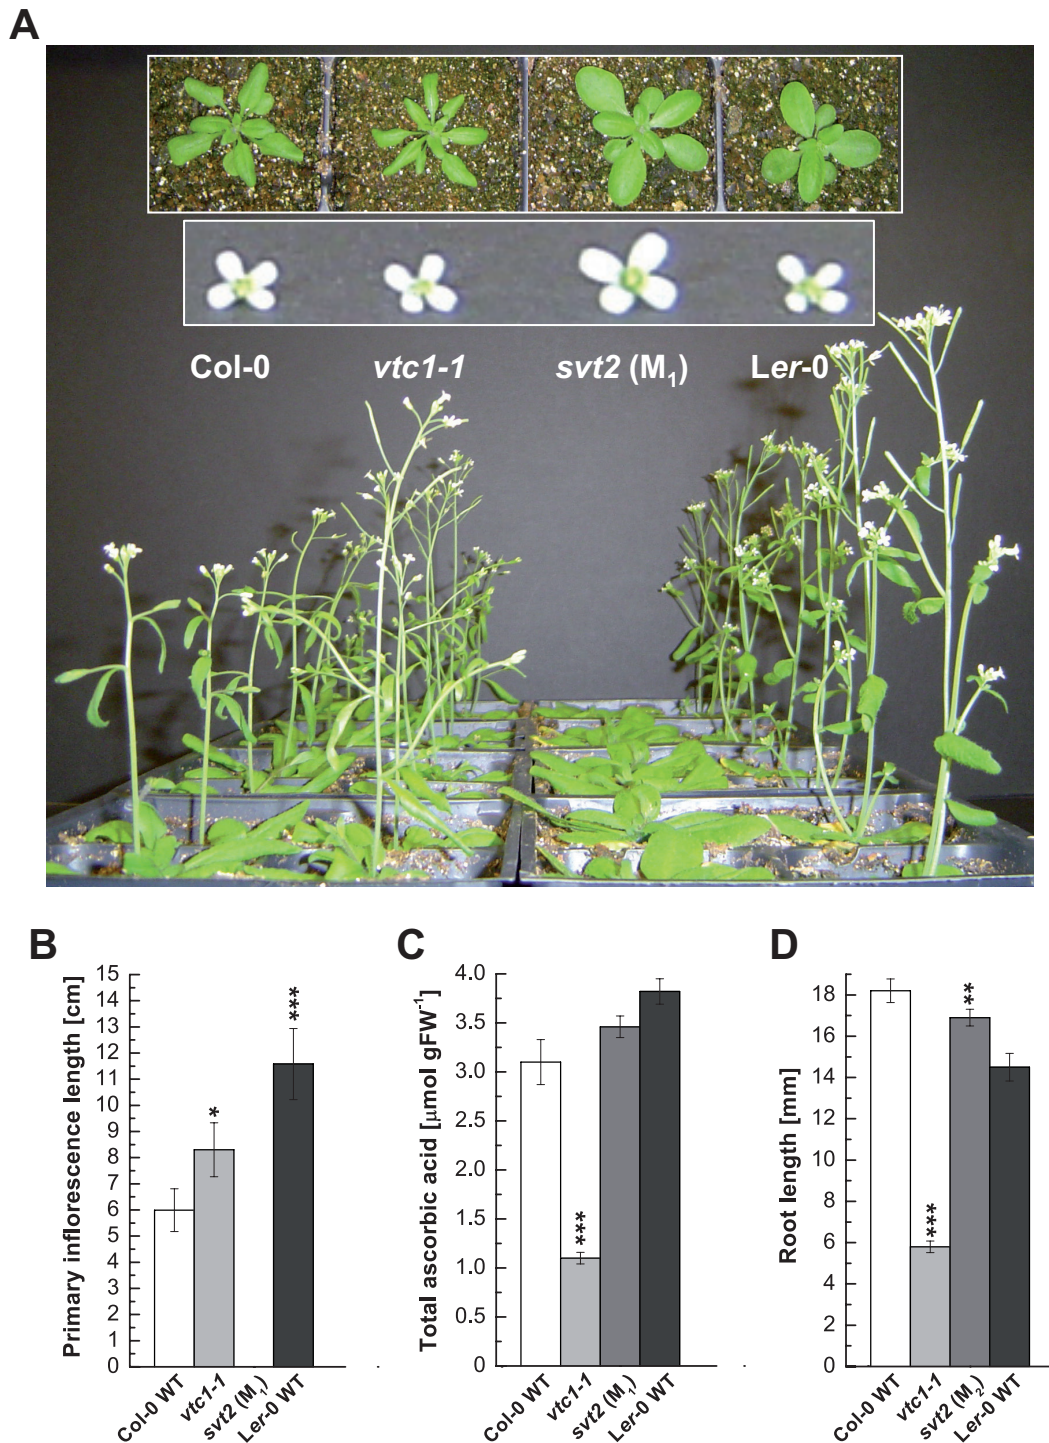 A
Col-0 vtc1-1 svt2 (M₁) Ler-0
B
Primary inflorescence length [cm]
15
14
13
12
11
10
9
8
7
6
5
4
3
2
1
0
*
***
Col-0 WT
vtc1-1
svt2 (M₁)
Ler-0 WT
C
Total ascorbic acid [µmol gFW⁻¹]
4.0
3.5
3.0
2.5
2.0
1.5
1.0
0.5
0
***
Col-0 WT
vtc1-1
svt2 (M₁)
Ler-0 WT
D
Root length [mm]
18
16
14
12
10
8
6
4
2
0
***
**
Col-0 WT
vtc1-1
svt2 (M₂)
Ler-0 WT